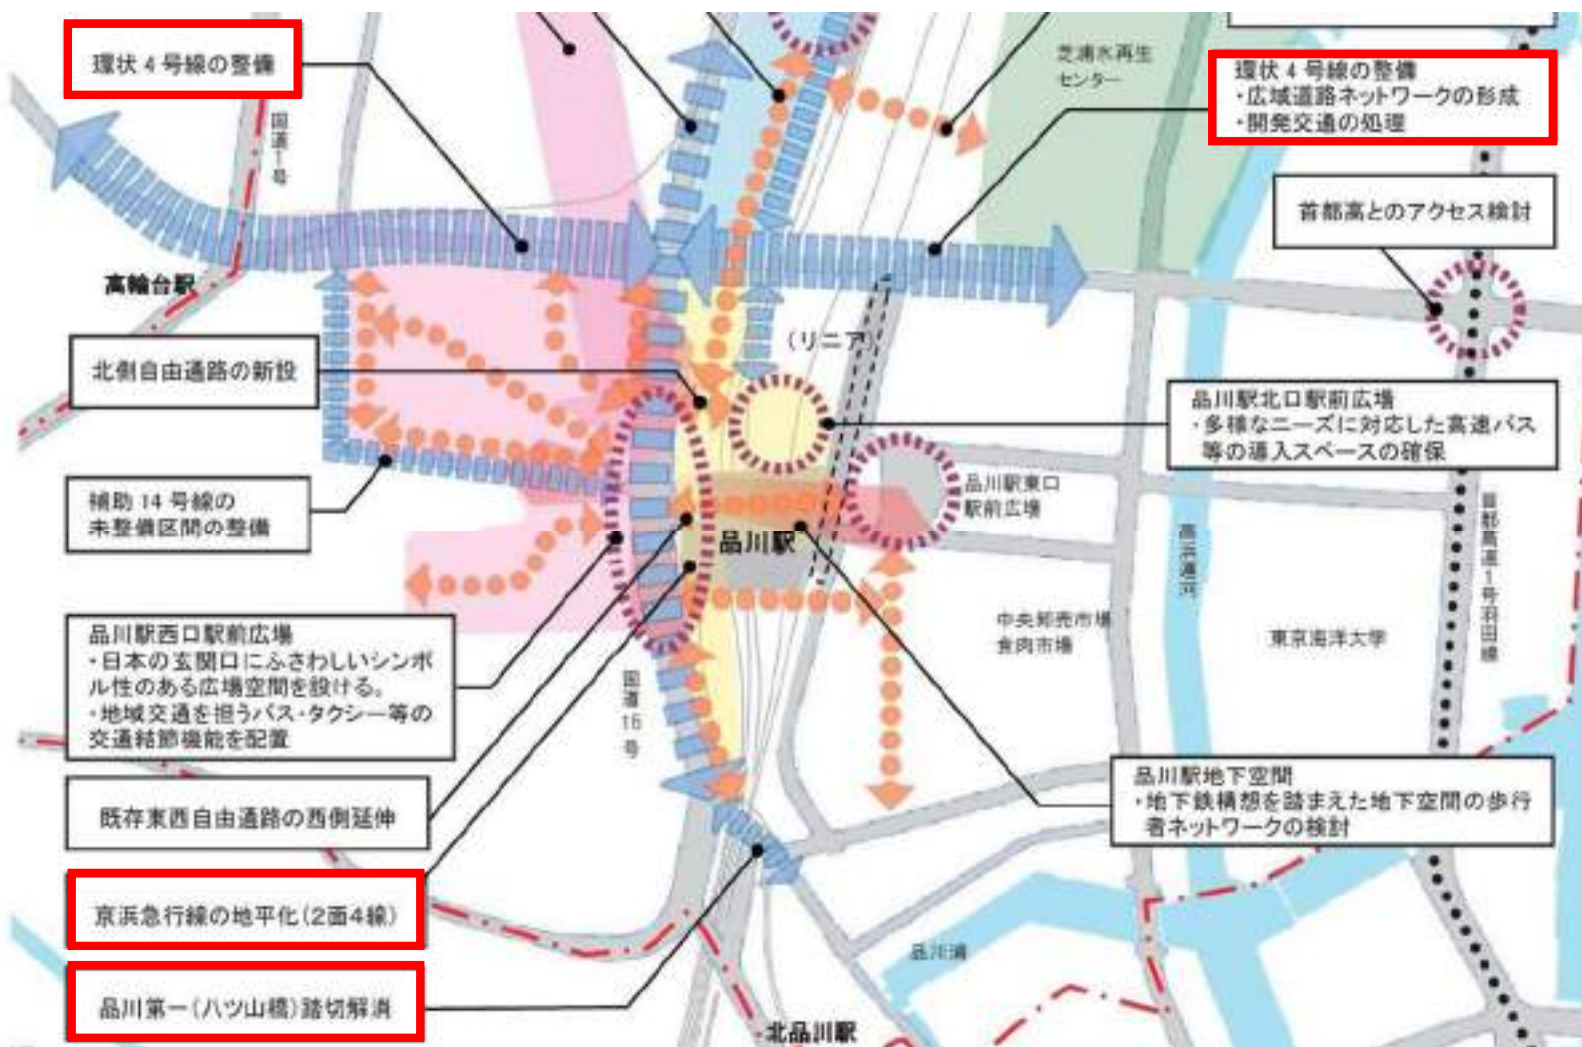 環状4号線の整備
国道1号
高輪台駅
北側自由通路の新設
補助14号線の
未整備区間の整備
品川駅西口駅前広場
・日本の玄関口にふさわしいシンボ
ル性のある広場空間を設ける。
・地域交通を担うバス・タクシー等の
交通結節機能を配置
既存東西自由通路の西側延伸
京浜急行線の地平化(2面4線)
品川第一(八ツ山橋)踏切解消
国道15号
(リニア)
品川駅
北品川駅
芝浦水再生
センター
環状4号線の整備
・広域道路ネットワークの形成
・開発交通の処理
首都高とのアクセス検討
品川駅北口駅前広場
・多様なニーズに対応した高速バス
等の導入スペースの確保
品川駅東口
駅前広場
高浜運河
首都高速1号羽田線
中央卸売市場
食肉市場
東京海洋大学
品川駅地下空間
・地下鉄構想を踏まえた地下空間の歩行
者ネットワークの検討
品川浦